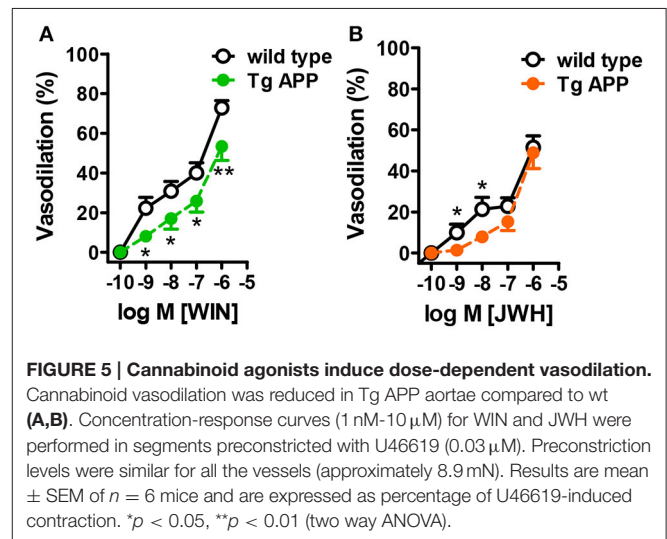 A
wild type
Tg APP
Vasodilation (%)
100
80
60
40
20
0
**
*
*
*
-10 -9 -8 -7 -6 -5
log M [WIN]
B
wild type
Tg APP
Vasodilation (%)
100
80
60
40
20
0
*
*
-10 -9 -8 -7 -6 -5
log M [JWH]
FIGURE 5 | Cannabinoid agonists induce dose-dependent vasodilation.
Cannabinoid vasodilation was reduced in Tg APP aortae compared to wt
(A,B). Concentration-response curves (1 nM-10 μM) for WIN and JWH were
performed in segments preconstricted with U46619 (0.03 μM). Preconstriction
levels were similar for all the vessels (approximately 8.9 mN). Results are mean
± SEM of n = 6 mice and are expressed as percentage of U46619-induced
contraction. *p < 0.05, **p < 0.01 (two way ANOVA).